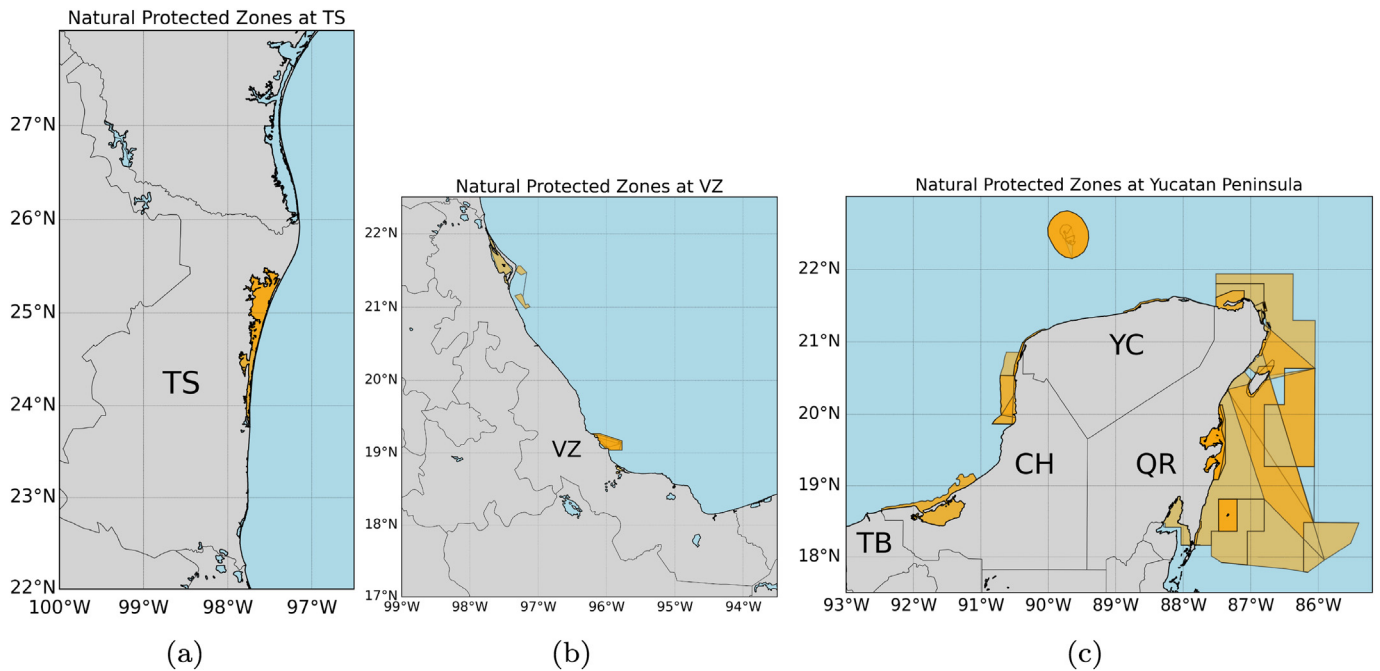 Natural Protected Zones at TS
27°N
26°N
25°N
24°N
23°N
22°N
100°W 99°W 98°W 97°W
TS
(a)
Natural Protected Zones at VZ
22°N
21°N
20°N
19°N
18°N
17°N
99°W 98°W 97°W 96°W 95°W 94°W
VZ
(b)
Natural Protected Zones at Yucatan Peninsula
22°N
21°N
20°N
19°N
18°N
93°W 92°W 91°W 90°W 89°W 88°W 87°W 86°W
YC
CH
QR
TB
(c)